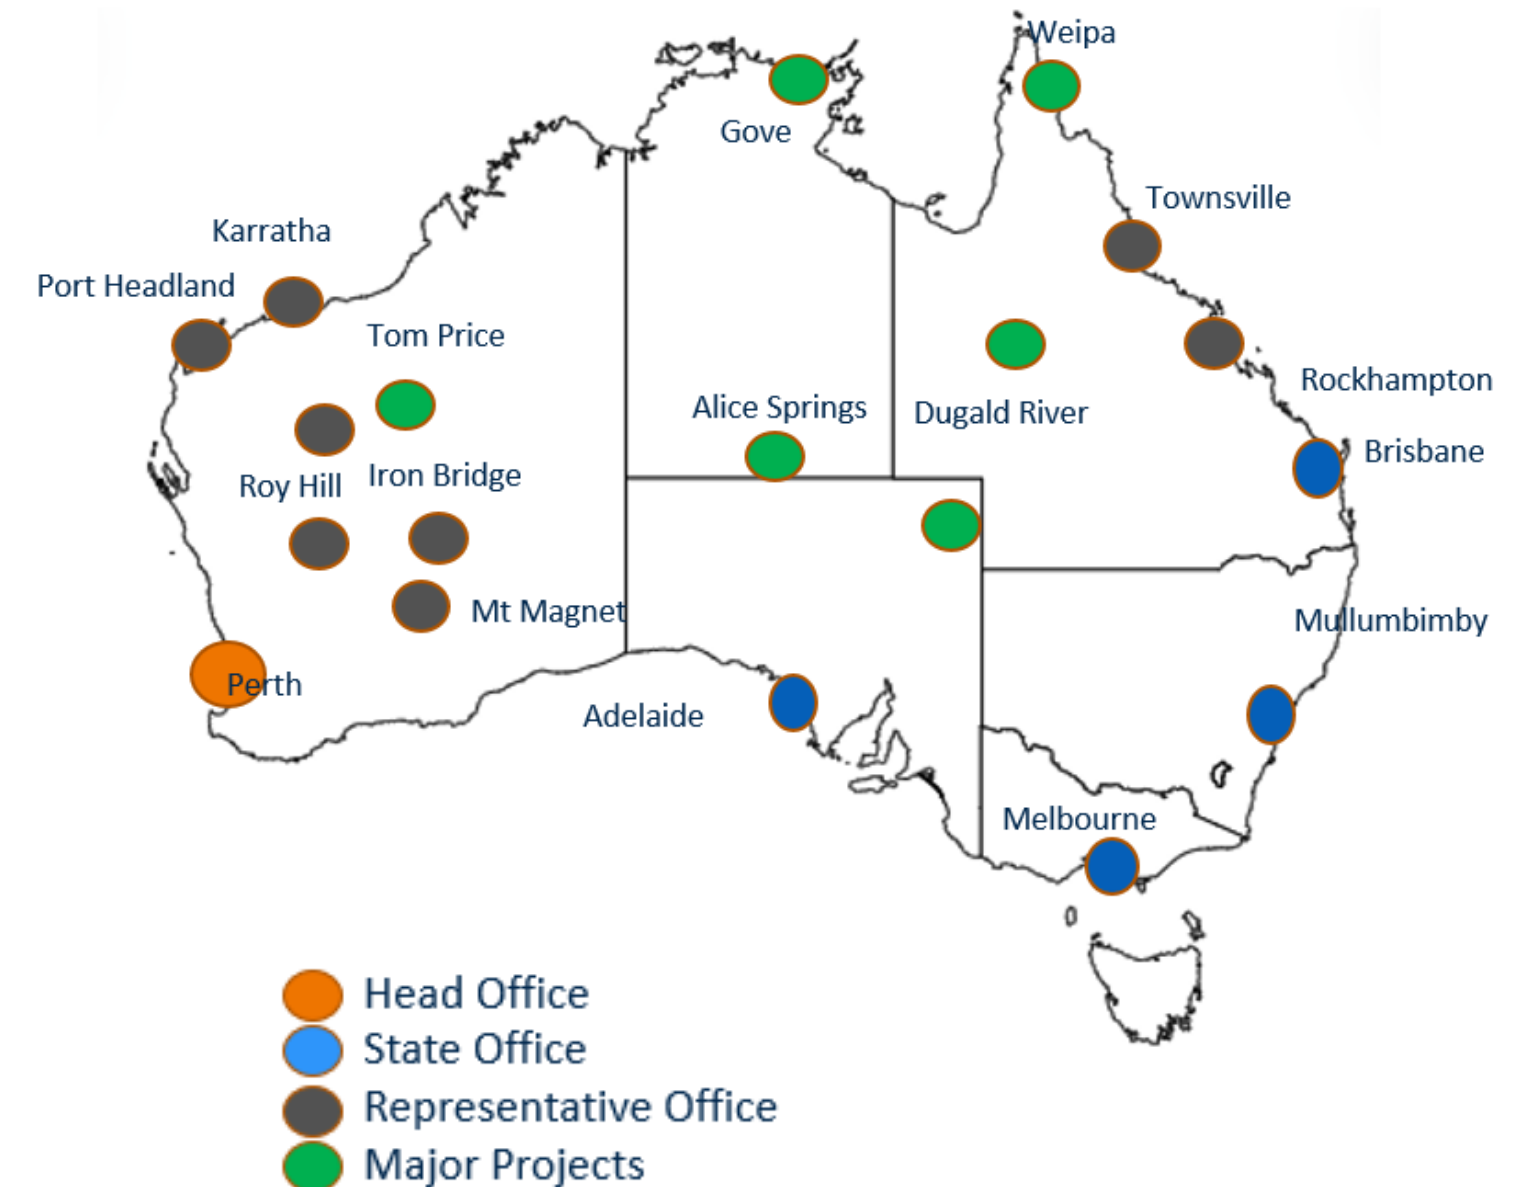 Weipa
Gove
Townsville
Karratha
Port Headland
Tom Price
Rockhampton
Alice Springs
Dugald River
Brisbane
Roy Hill
Iron Bridge
Mt Magnet
Mullumbimby
Perth
Adelaide
Melbourne
Head Office
State Office
Representative Office
Major Projects